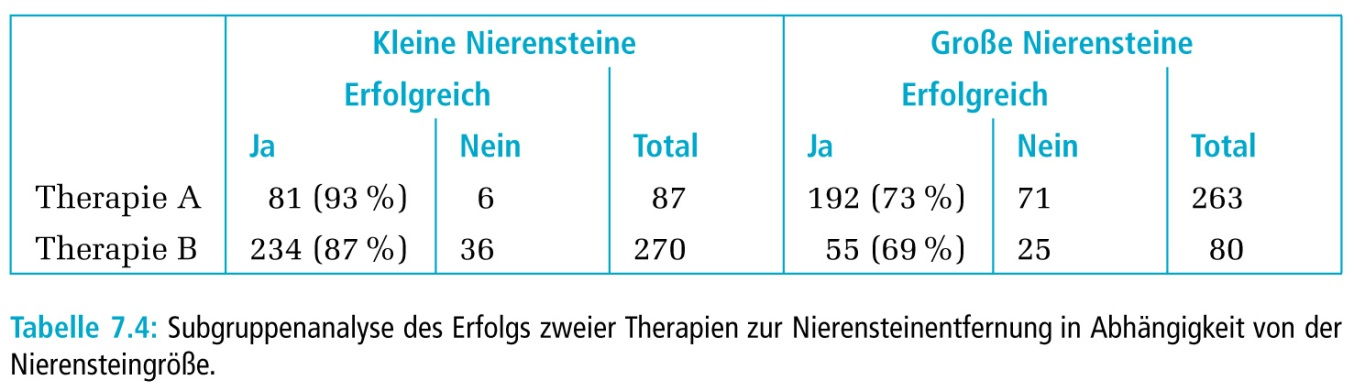 Kleine Nierensteine Große Nierensteine
Erfolgreich Erfolgreich
Ja Nein Total Ja Nein Total
Therapie A 81 (93 %) 6 87 192 (73 %) 71 263
Therapie B 234 (87 %) 36 270 55 (69 %) 25 80
Tabelle 7.4: Subgruppenanalyse des Erfolgs zweier Therapien zur Nierensteinentfernung in Abhängigkeit von der
Nierensteingröße.